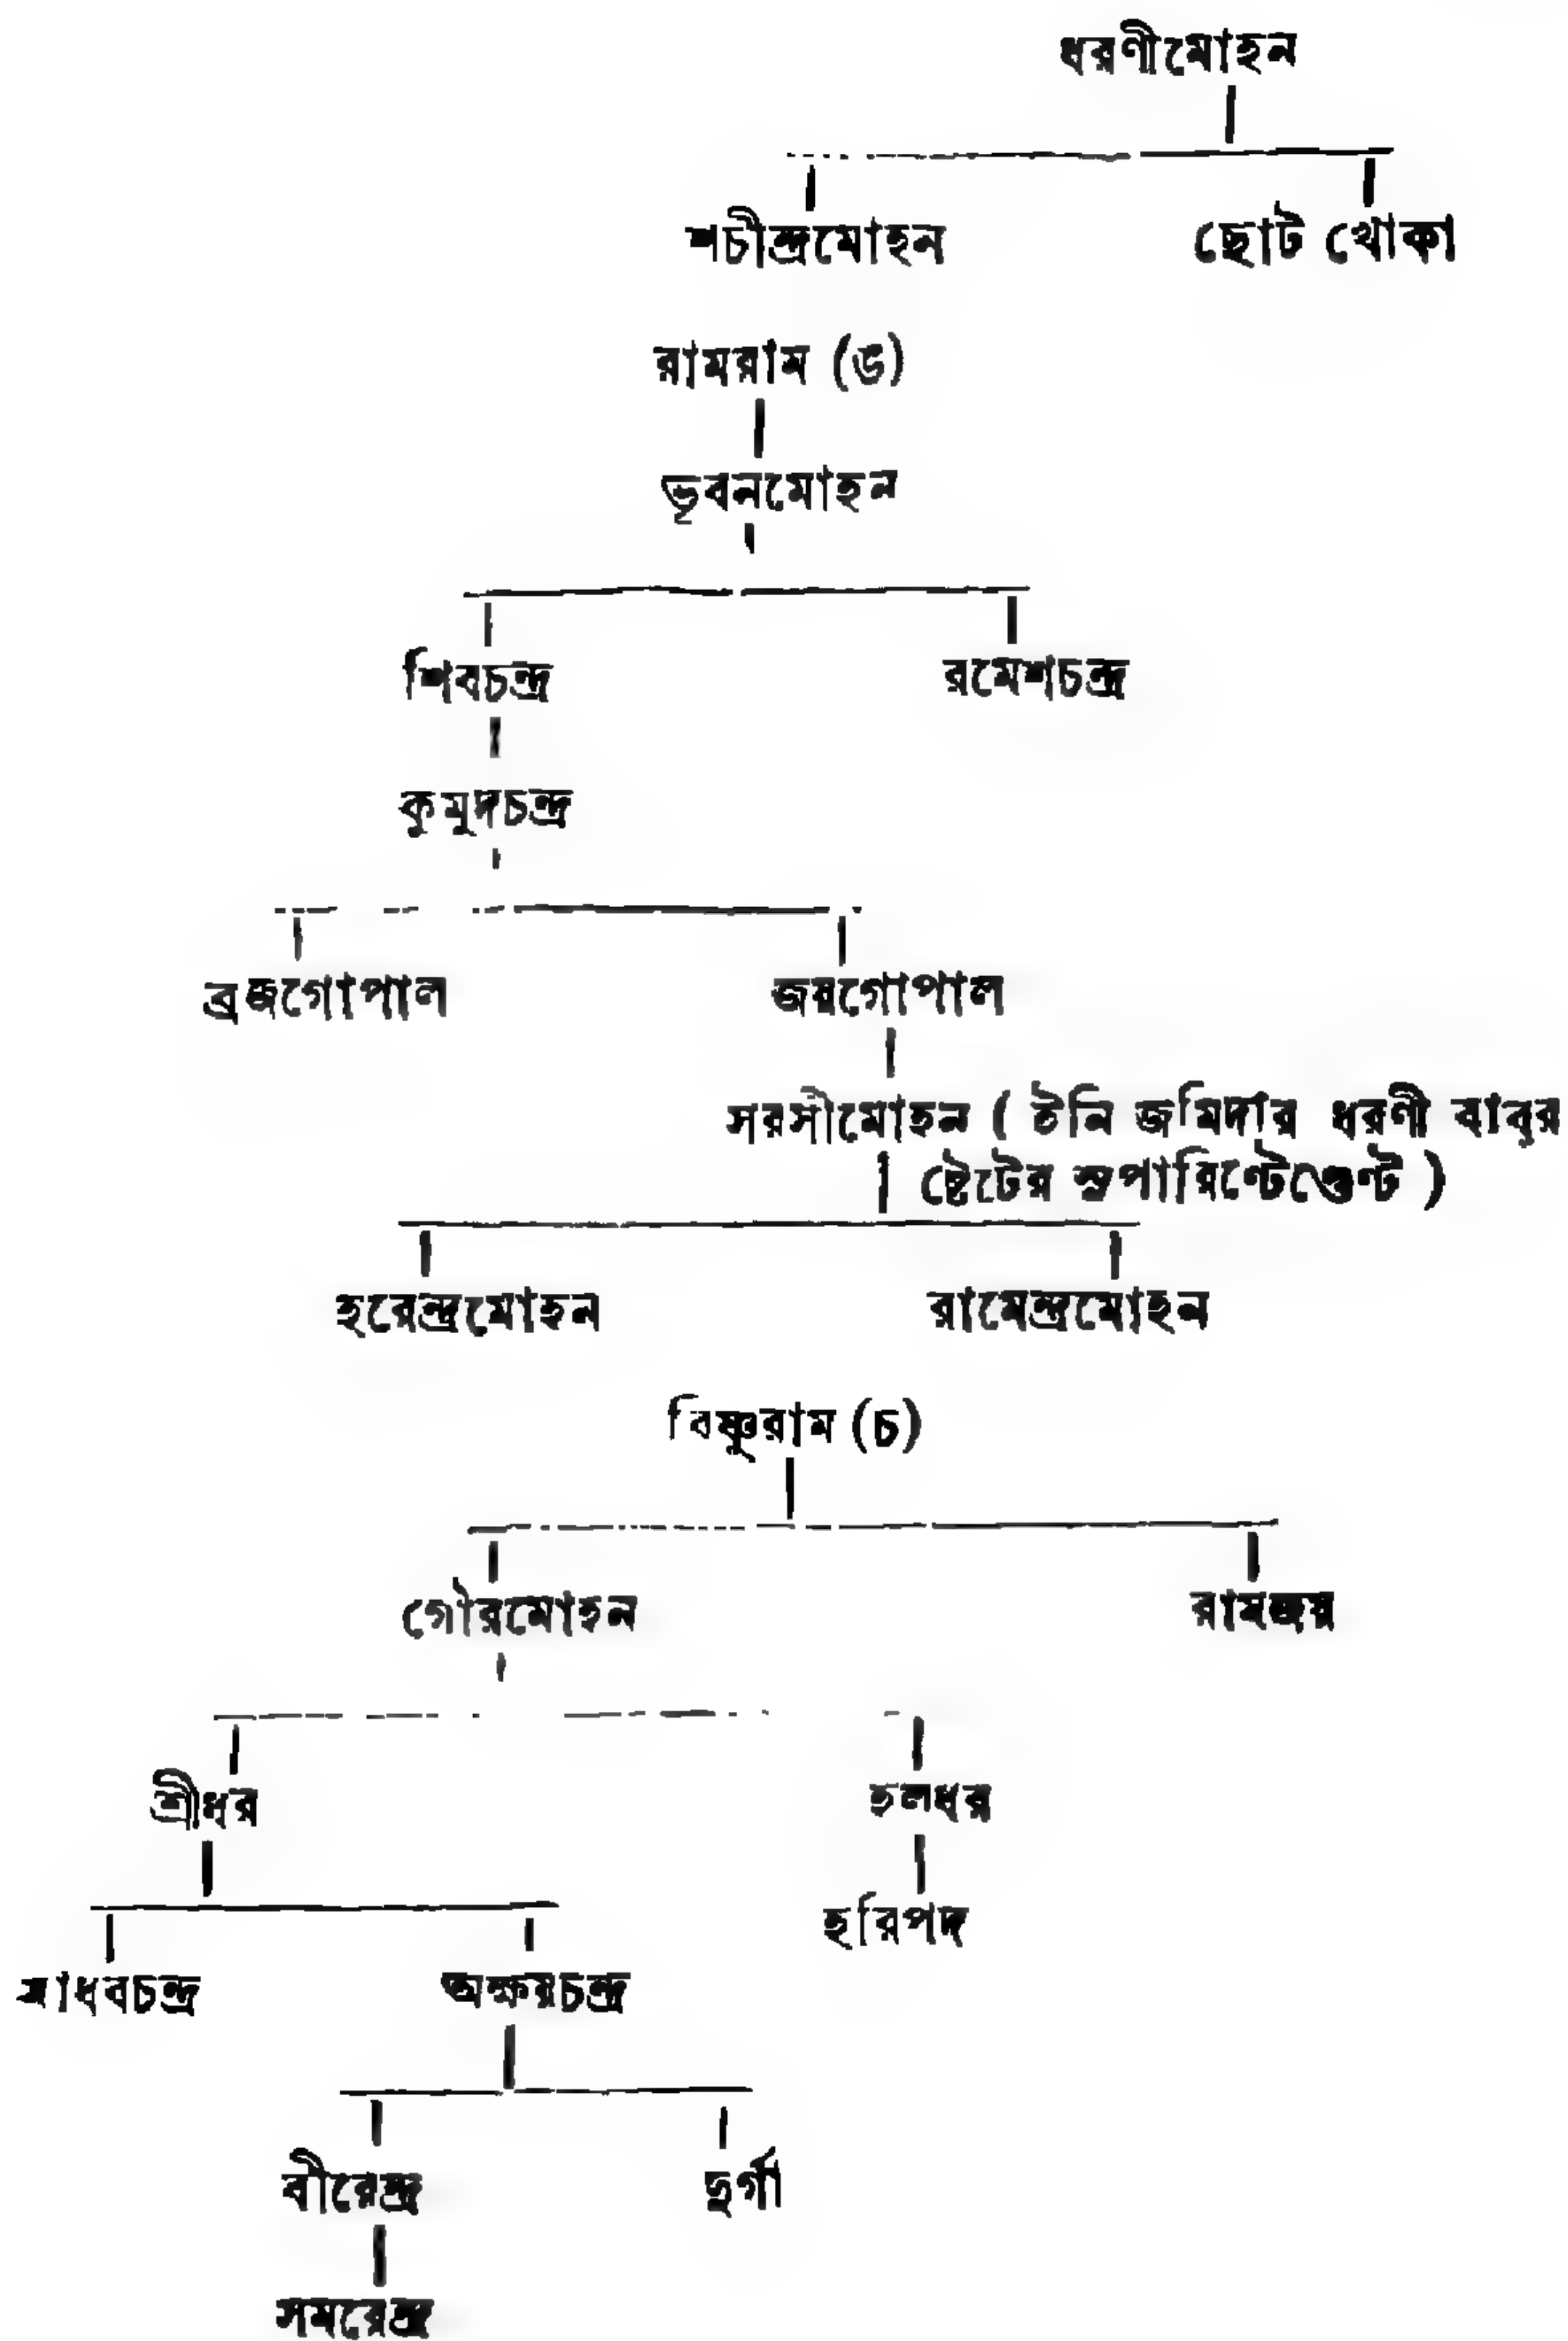 ধরণীমোহন
শচীন্দ্রমোহন ছোট খোকা
রামরাম (ঙ)
ভূবনমোহন
শিবচন্দ্র রমেশচন্দ্র
কুমুদচন্দ্র
ব্রজগোপাল জয়গোপাল
সরসীমোহন ( ইনি জমিদার ধরণী বাবুর
ষ্টেটের সুপারিন্টেণ্ডেন্ট )
হরেন্দ্রমোহন রামেন্দ্রমোহন
বিষ্ণুরাম (চ)
গৌরমোহন রামজয়
শ্রীধর হলধর
হরিপদ
মাধবচন্দ্র অক্ষয়চন্দ্র
বীরেন্দ্র দুর্গা
সমরেন্দ্র